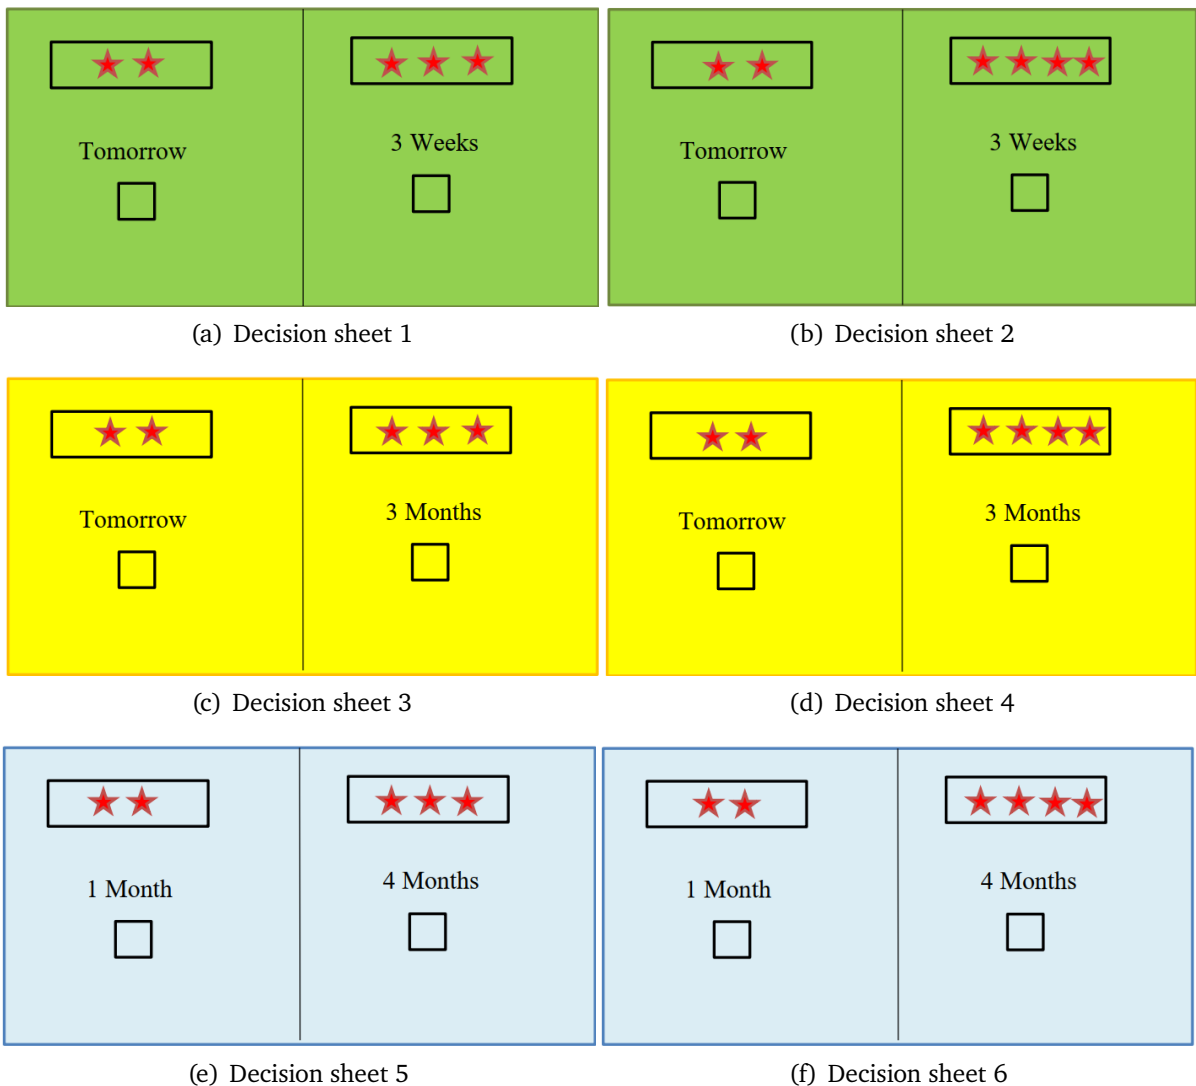 Tomorrow
3 Weeks
Tomorrow
3 Weeks
(a) Decision sheet 1
(b) Decision sheet 2
Tomorrow
3 Months
Tomorrow
3 Months
(c) Decision sheet 3
(d) Decision sheet 4
1 Month
4 Months
1 Month
4 Months
(e) Decision sheet 5
(f) Decision sheet 6